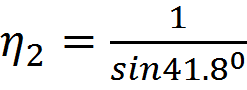 η₂ = 1 / sin41.8⁰